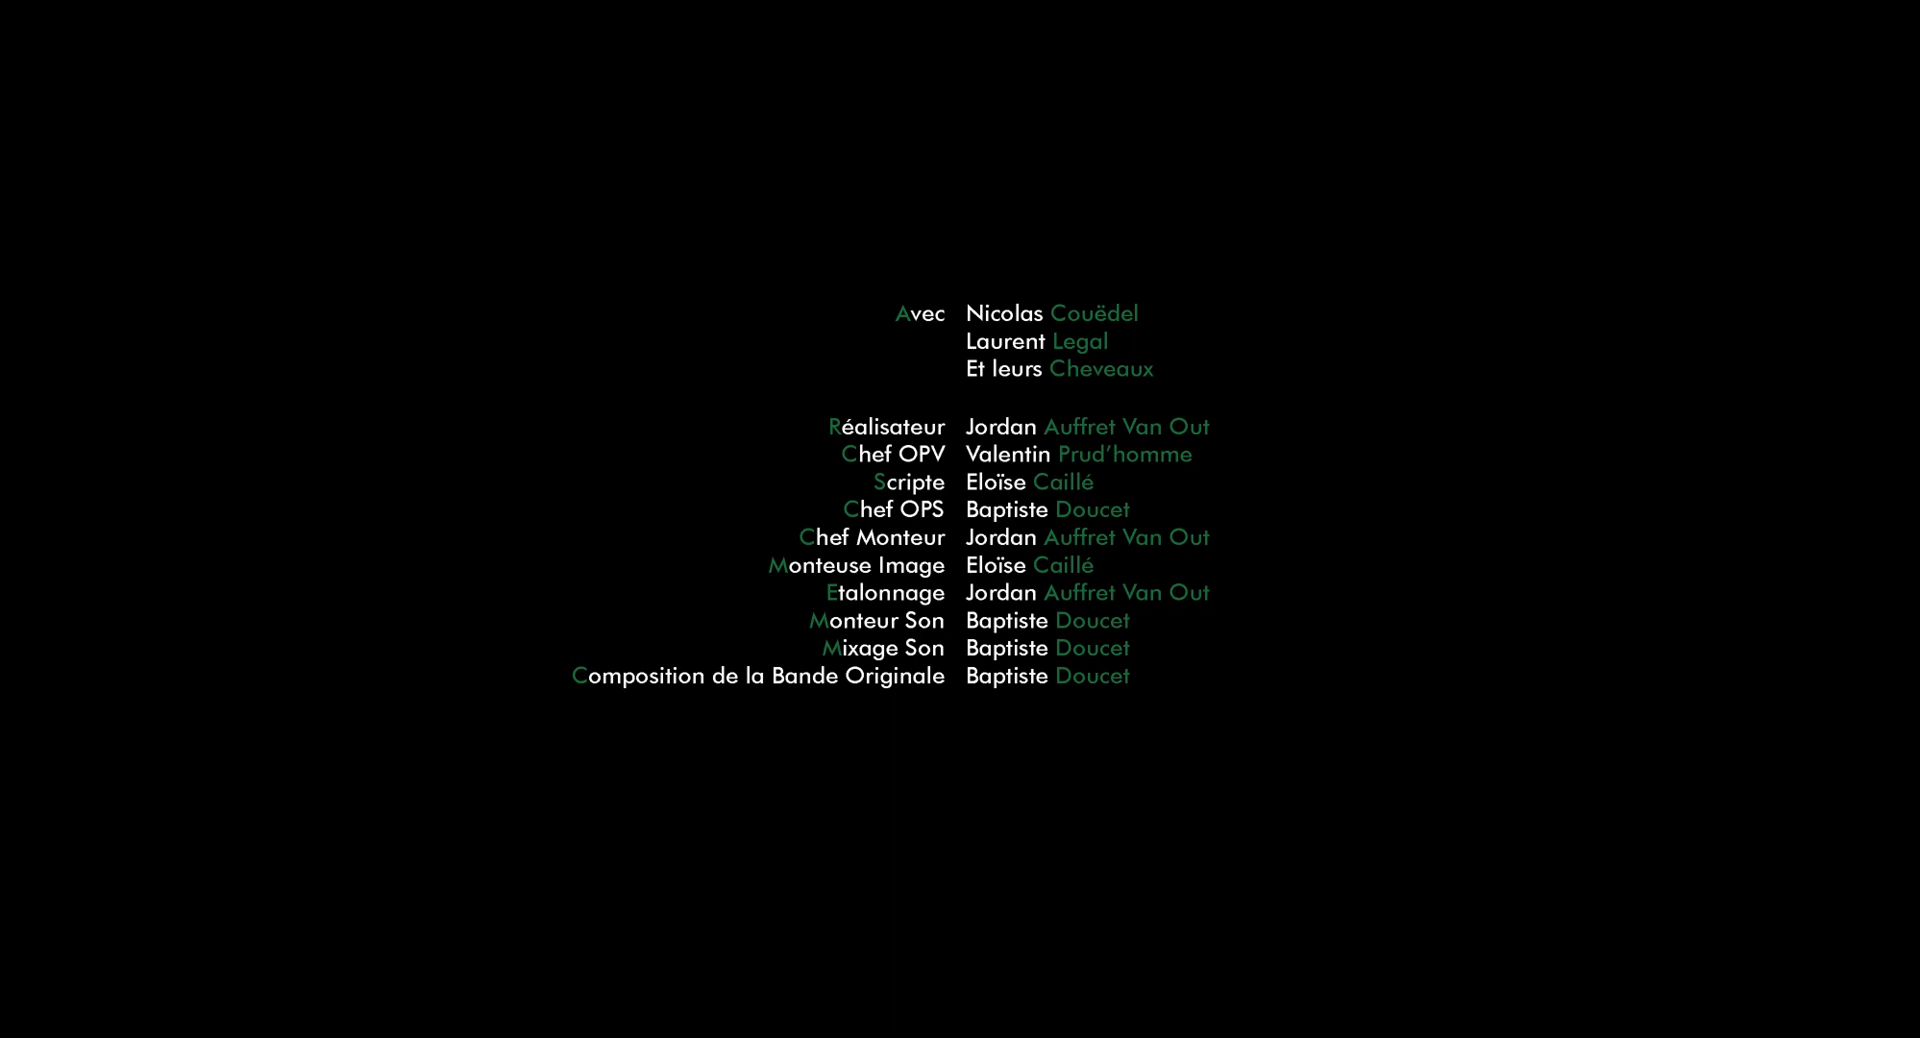 Avec Nicolas Couëdel
Laurent Legal
Et leurs Cheveaux
Réalisateur Jordan Auffret Van Out
Chef OPV Valentin Prud'homme
Scripte Eloïse Caillé
Chef OPS Baptiste Doucet
Chef Monteur Jordan Auffret Van Out
Monteuse Image Eloïse Caillé
Etalonnage Jordan Auffret Van Out
Monteur Son Baptiste Doucet
Mixage Son Baptiste Doucet
Composition de la Bande Originale Baptiste Doucet